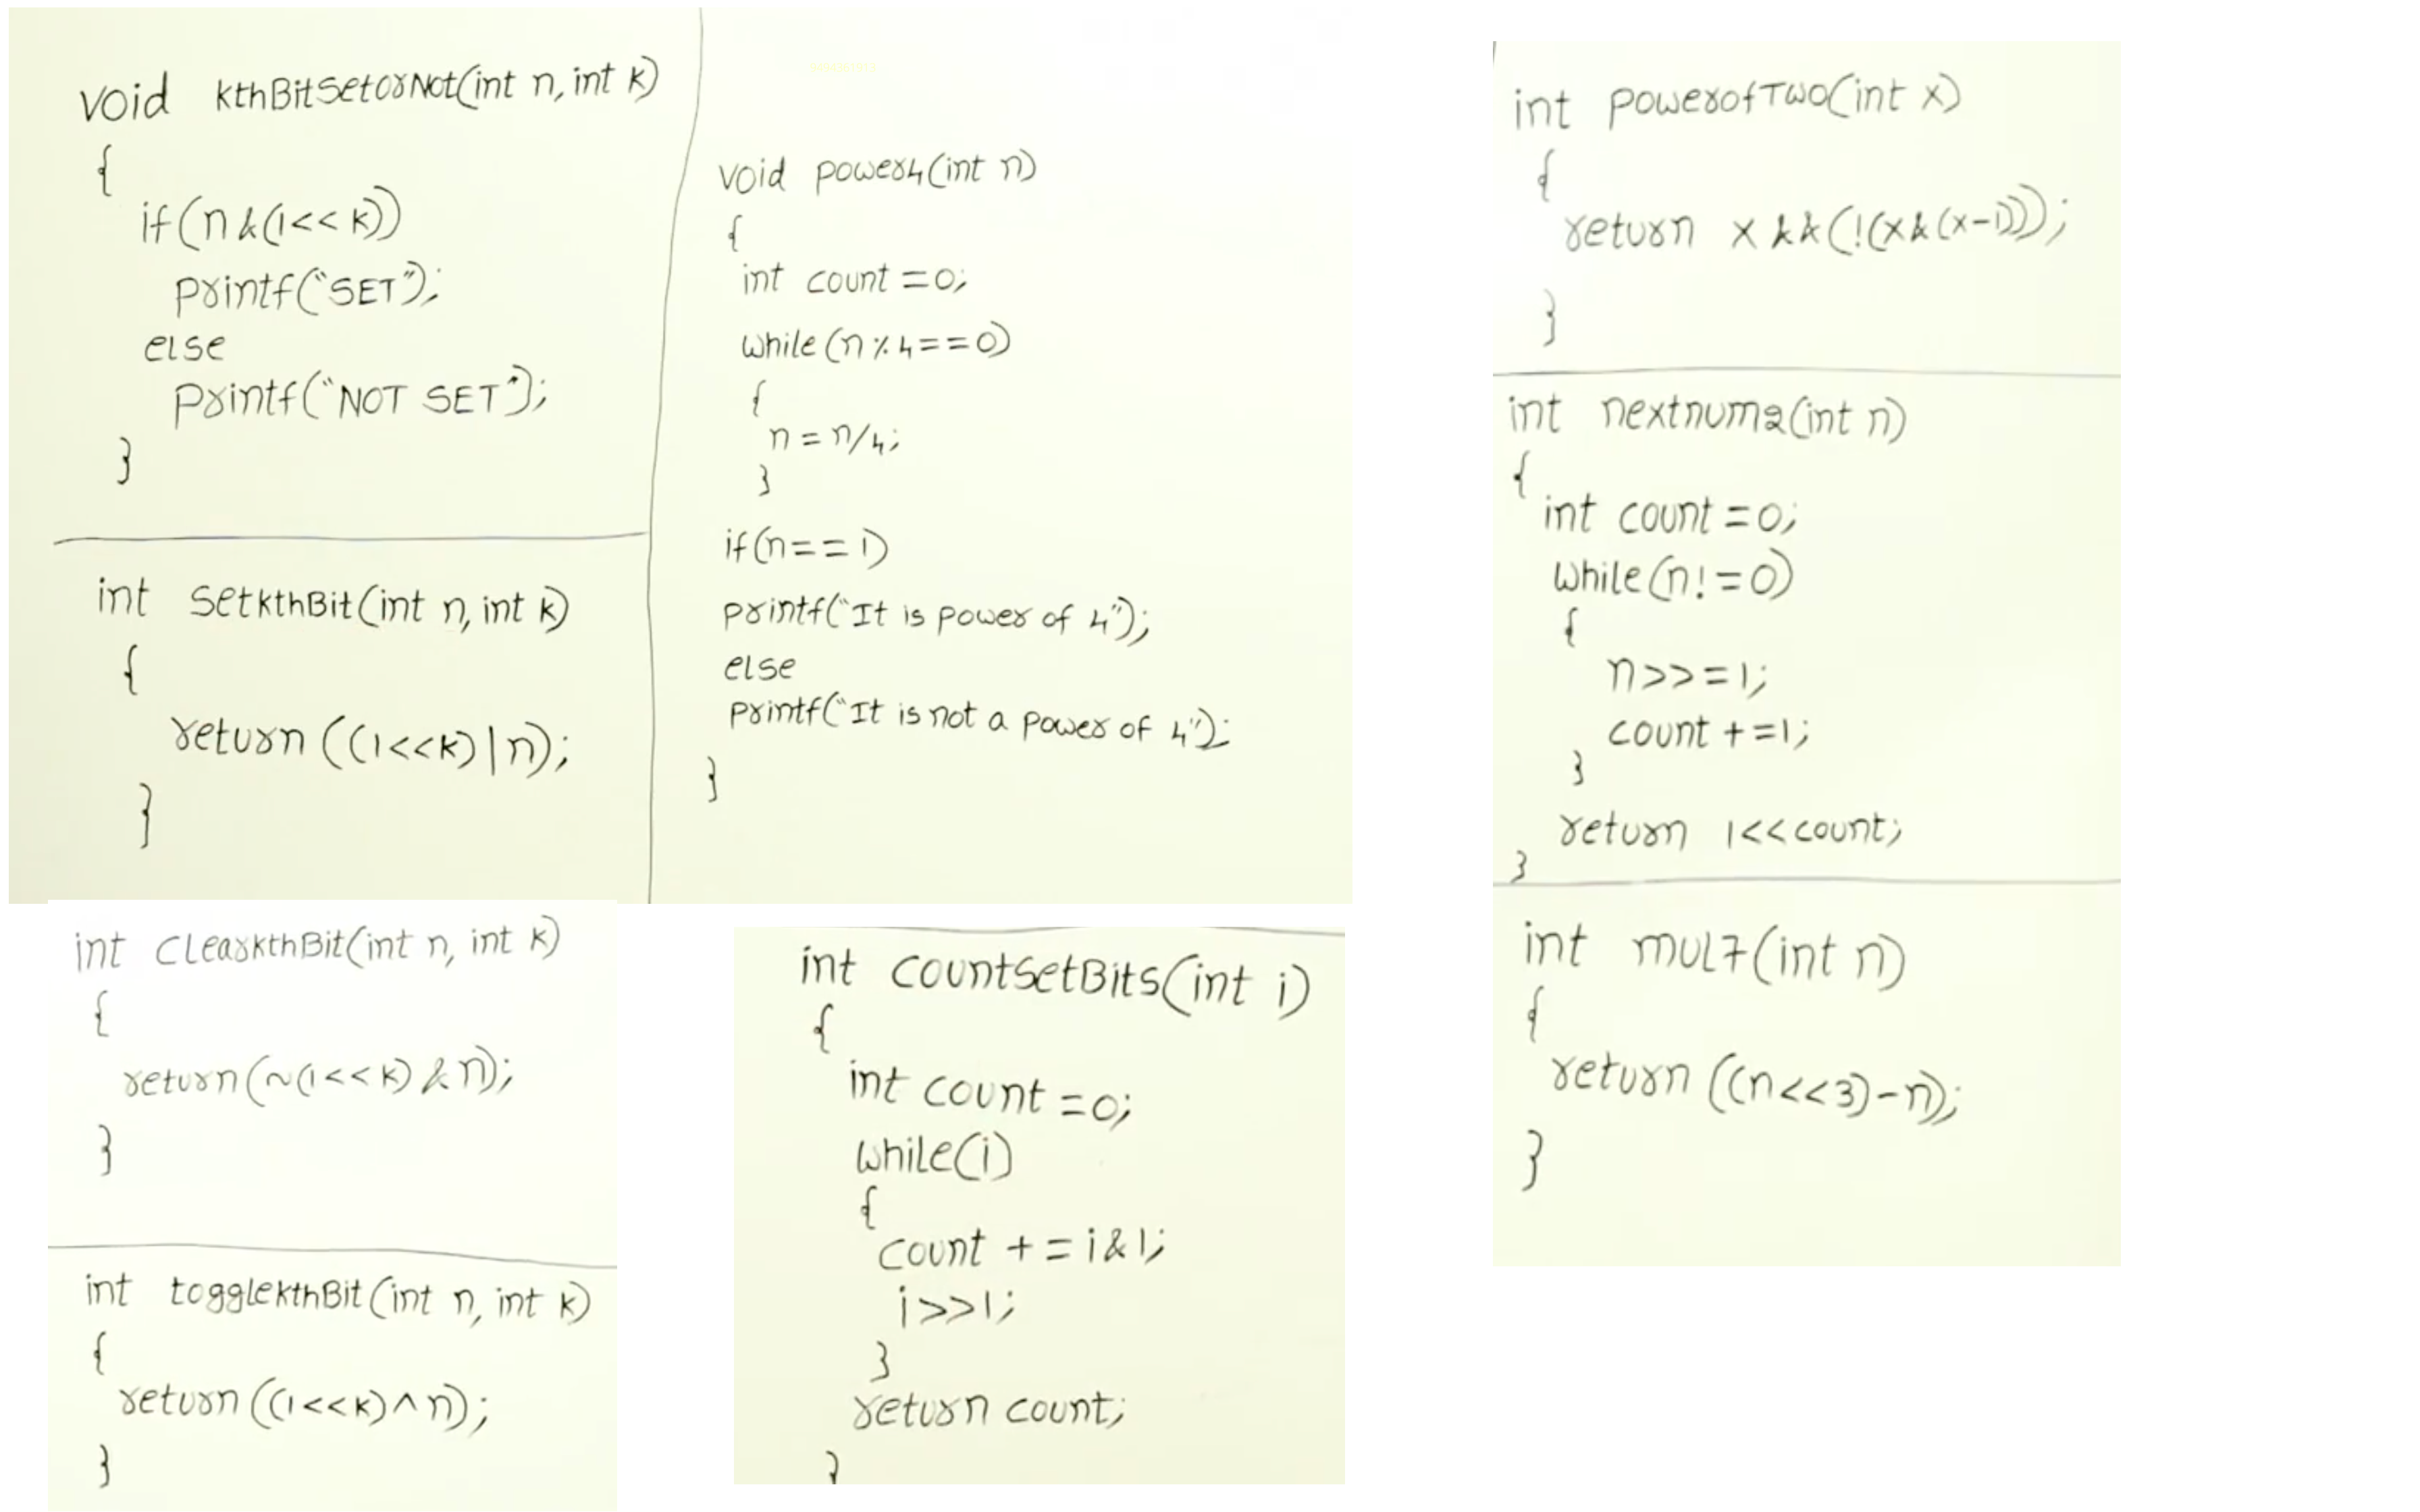 void kthBitSetorNot(int n, int k)
{
if(n&(1<<k))
printf("SET");
else
printf("NOT SET");
}
int setkthBit(int n, int k)
{
return ((1<<k)|n);
}
void power4(int n)
{
int count=0;
while(n%4==0)
{
n=n/4;
}
if(n==1)
printf("It is power of 4");
else
printf("It is not a power of 4");
}
int clearkthBit(int n, int k)
{
return(~(1<<k)&n);
}
int togglekthBit(int n, int k)
{
return((1<<k)^n);
}
int countSetBits(int i)
{
int count=0;
while(i)
{
count +=i&1;
i>>1;
}
return count;
}
int powerofTwo(int x)
{
return x&&(!(x&(x-1)));
}
int nextnum2(int n)
{
int count=0;
while(n!=0)
{
n>>=1;
count +=1;
}
return 1<<count;
}
int mul7(int n)
{
return ((n<<3)-n);
}